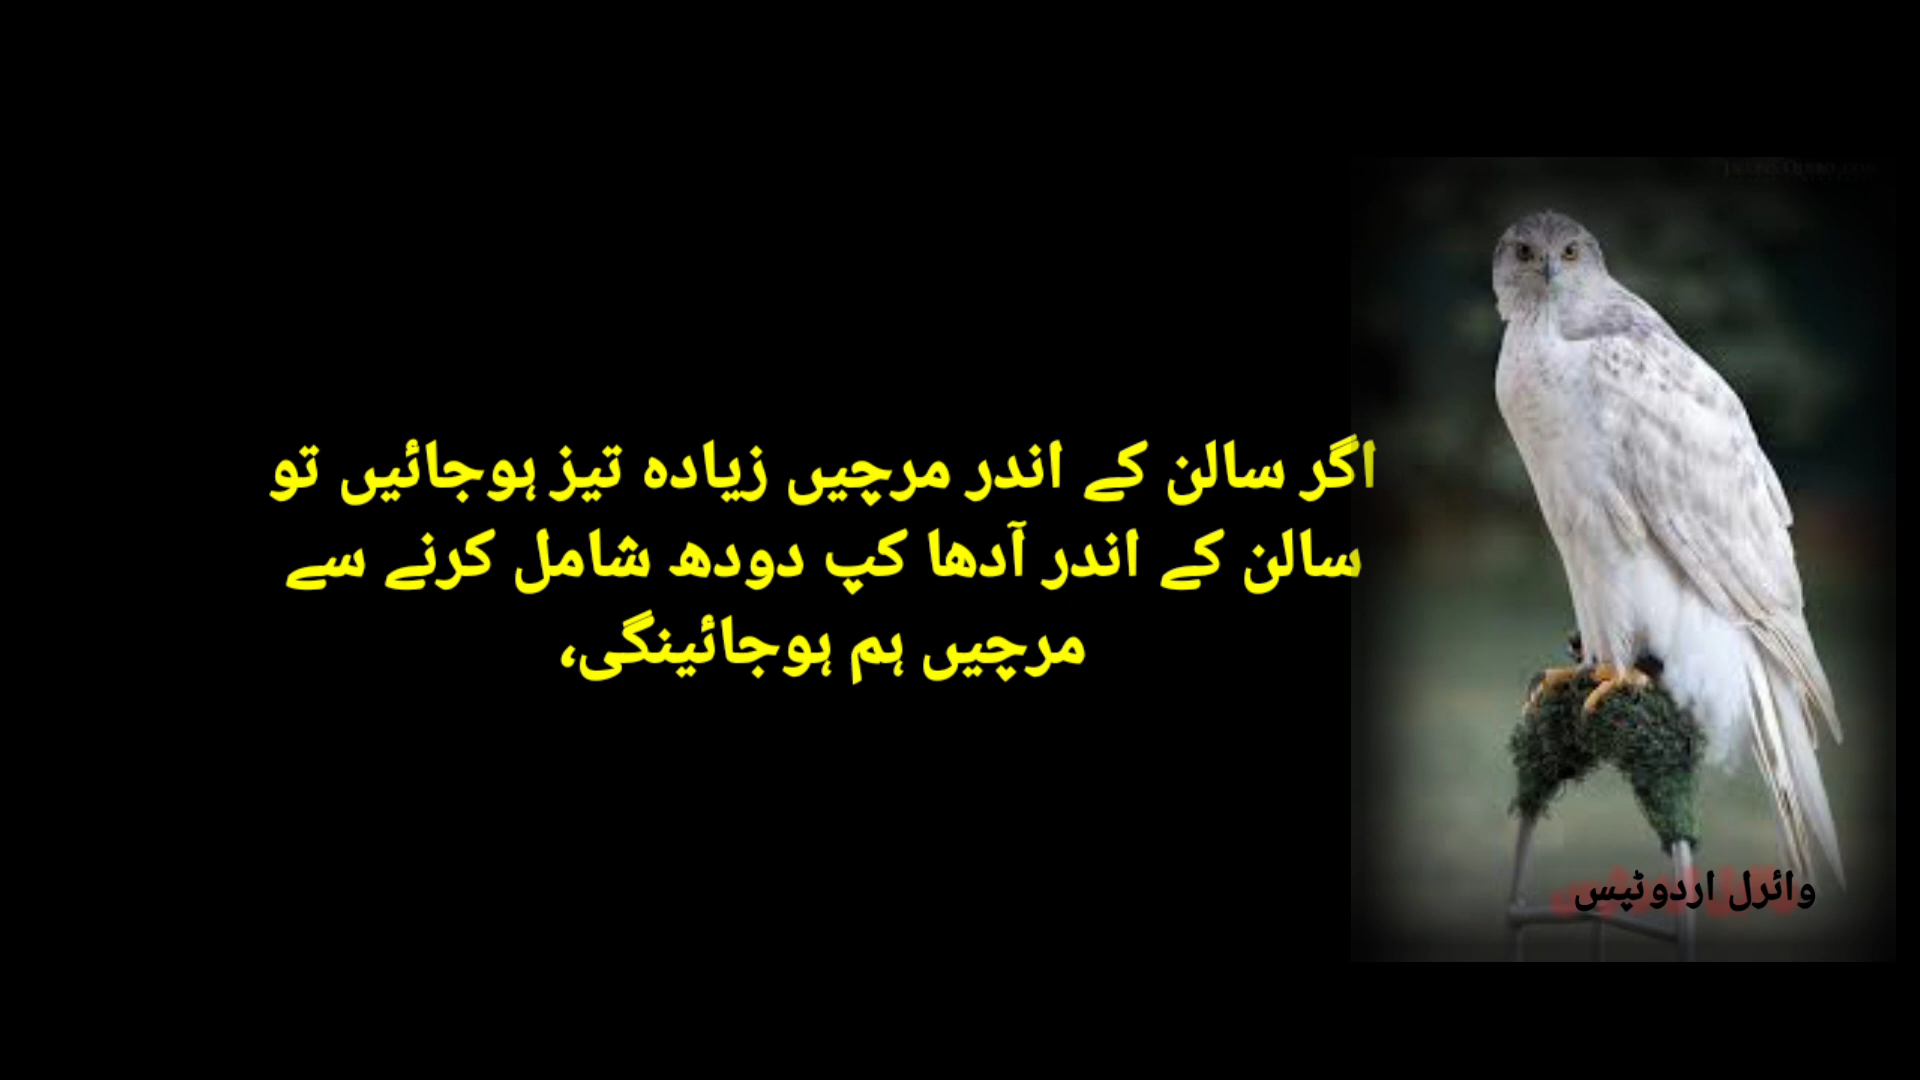 اگر سالن کے اندر مرچیں زیادہ تیز ہوجائیں تو
سالن کے اندر آدھا کپ دودھ شامل کرنے سے
مرچیں ہم ہوجائینگی،
وائرل اردو ٹپس